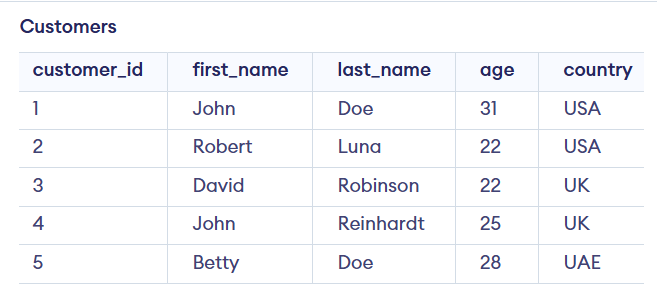 Customers
customer_id first_name last_name age country
1 John Doe 31 USA
2 Robert Luna 22 USA
3 David Robinson 22 UK
4 John Reinhardt 25 UK
5 Betty Doe 28 UAE